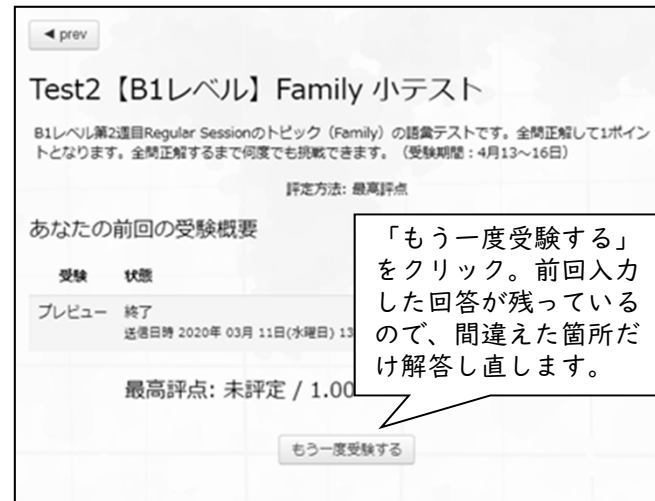 ◀ prev
Test2【B1レベル】Family 小テスト
B1レベル第2週目Regular Sessionのトピック（Family）の語彙テストです。全問正解して1ポイン
トとなります。全問正解するまで何度でも挑戦できます。（受験期間：4月13～16日）
評定方法: 最高評点
あなたの前回の受験概要
受験 状態
プレビュー 終了
送信日時 2020年 03月 11日(水曜日) 13
最高評点: 未評定 / 1.00
「もう一度受験する」
をクリック。前回入力
した回答が残っている
ので、間違えた箇所だ
け解答し直します。
もう一度受験する